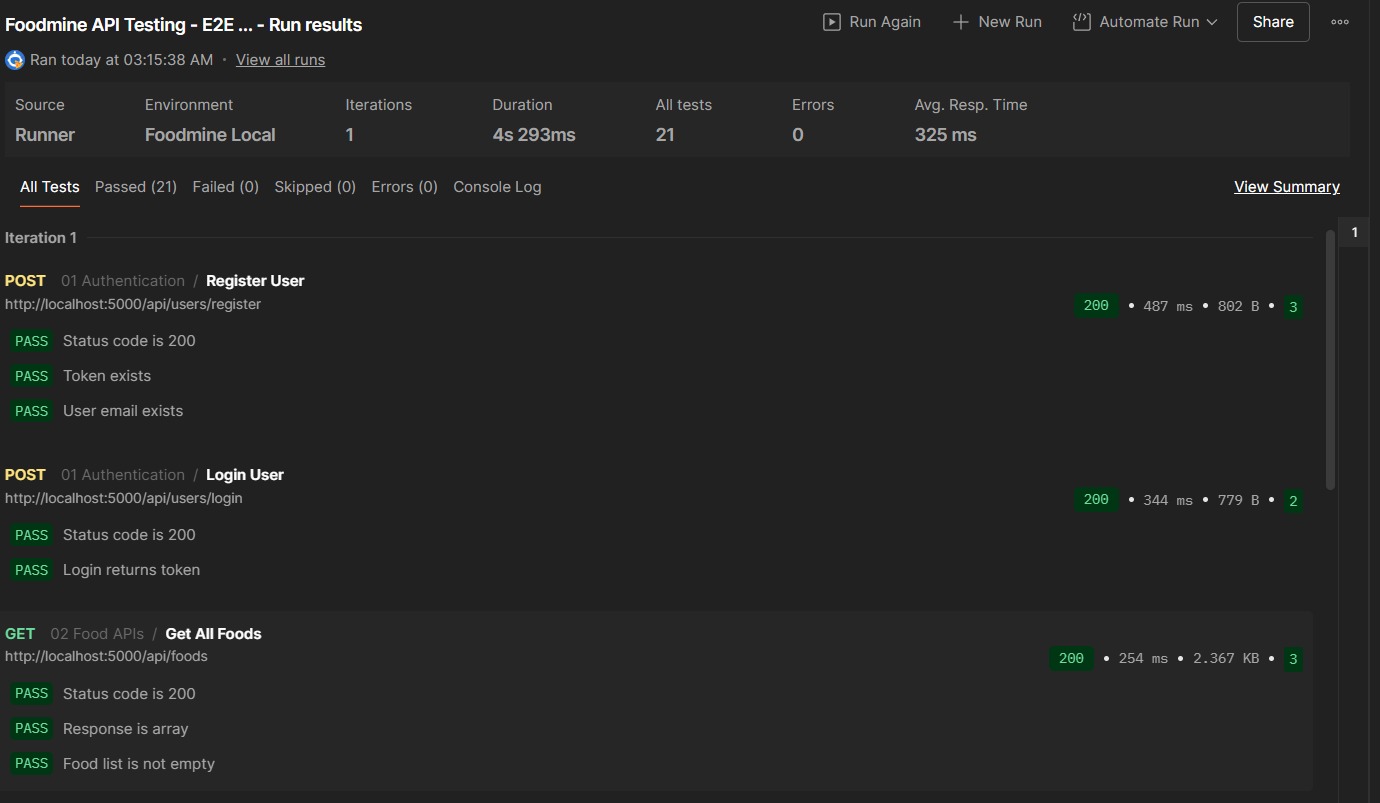 Foodmine API Testing - E2E ... - Run results
Run Again
New Run
Automate Run
Share
Ran today at 03:15:38 AM · View all runs
Source Environment Iterations Duration All tests Errors Avg. Resp. Time
Runner Foodmine Local 1 4s 293ms 21 0 325 ms
All Tests Passed (21) Failed (0) Skipped (0) Errors (0) Console Log View Summary
Iteration 1
1
POST 01 Authentication / Register User
http://localhost:5000/api/users/register
200 • 487 ms • 802 B • 3
PASS Status code is 200
PASS Token exists
PASS User email exists
POST 01 Authentication / Login User
http://localhost:5000/api/users/login
200 • 344 ms • 779 B • 2
PASS Status code is 200
PASS Login returns token
GET 02 Food APIs / Get All Foods
http://localhost:5000/api/foods
200 • 254 ms • 2.367 KB • 3
PASS Status code is 200
PASS Response is array
PASS Food list is not empty